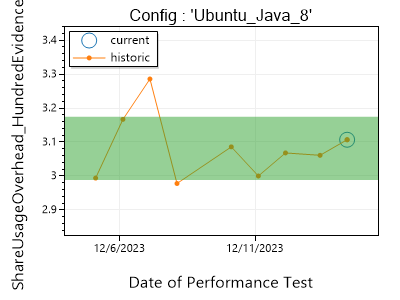 Config : 'Ubuntu_Java_8'
ShareUsageOverhead_HundredEvidence
current
historic
3.4
3.3
3.2
3.1
3
2.9
12/6/2023
12/11/2023
Date of Performance Test